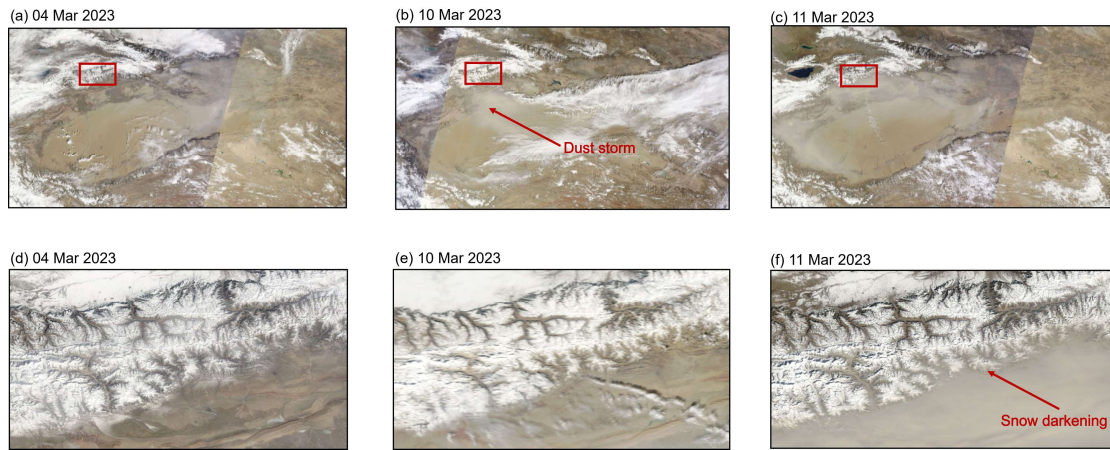 (a) 04 Mar 2023
(b) 10 Mar 2023
(c) 11 Mar 2023
Dust storm
(d) 04 Mar 2023
(e) 10 Mar 2023
(f) 11 Mar 2023
Snow darkening